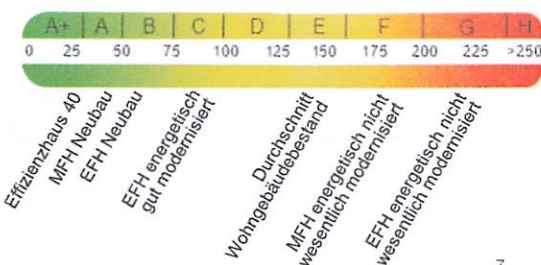 A+ A B C D E F G H
0 25 50 75 100 125 150 175 200 225 >250
Effizienzhaus 40
MFH Neubau
EFH Neubau
EFH energetisch
gut modernisiert
Durchschnitt
Wohngebäudebestand
MFH energetisch nicht
wesentlich modernisiert
EFH energetisch nicht
wesentlich modernisiert